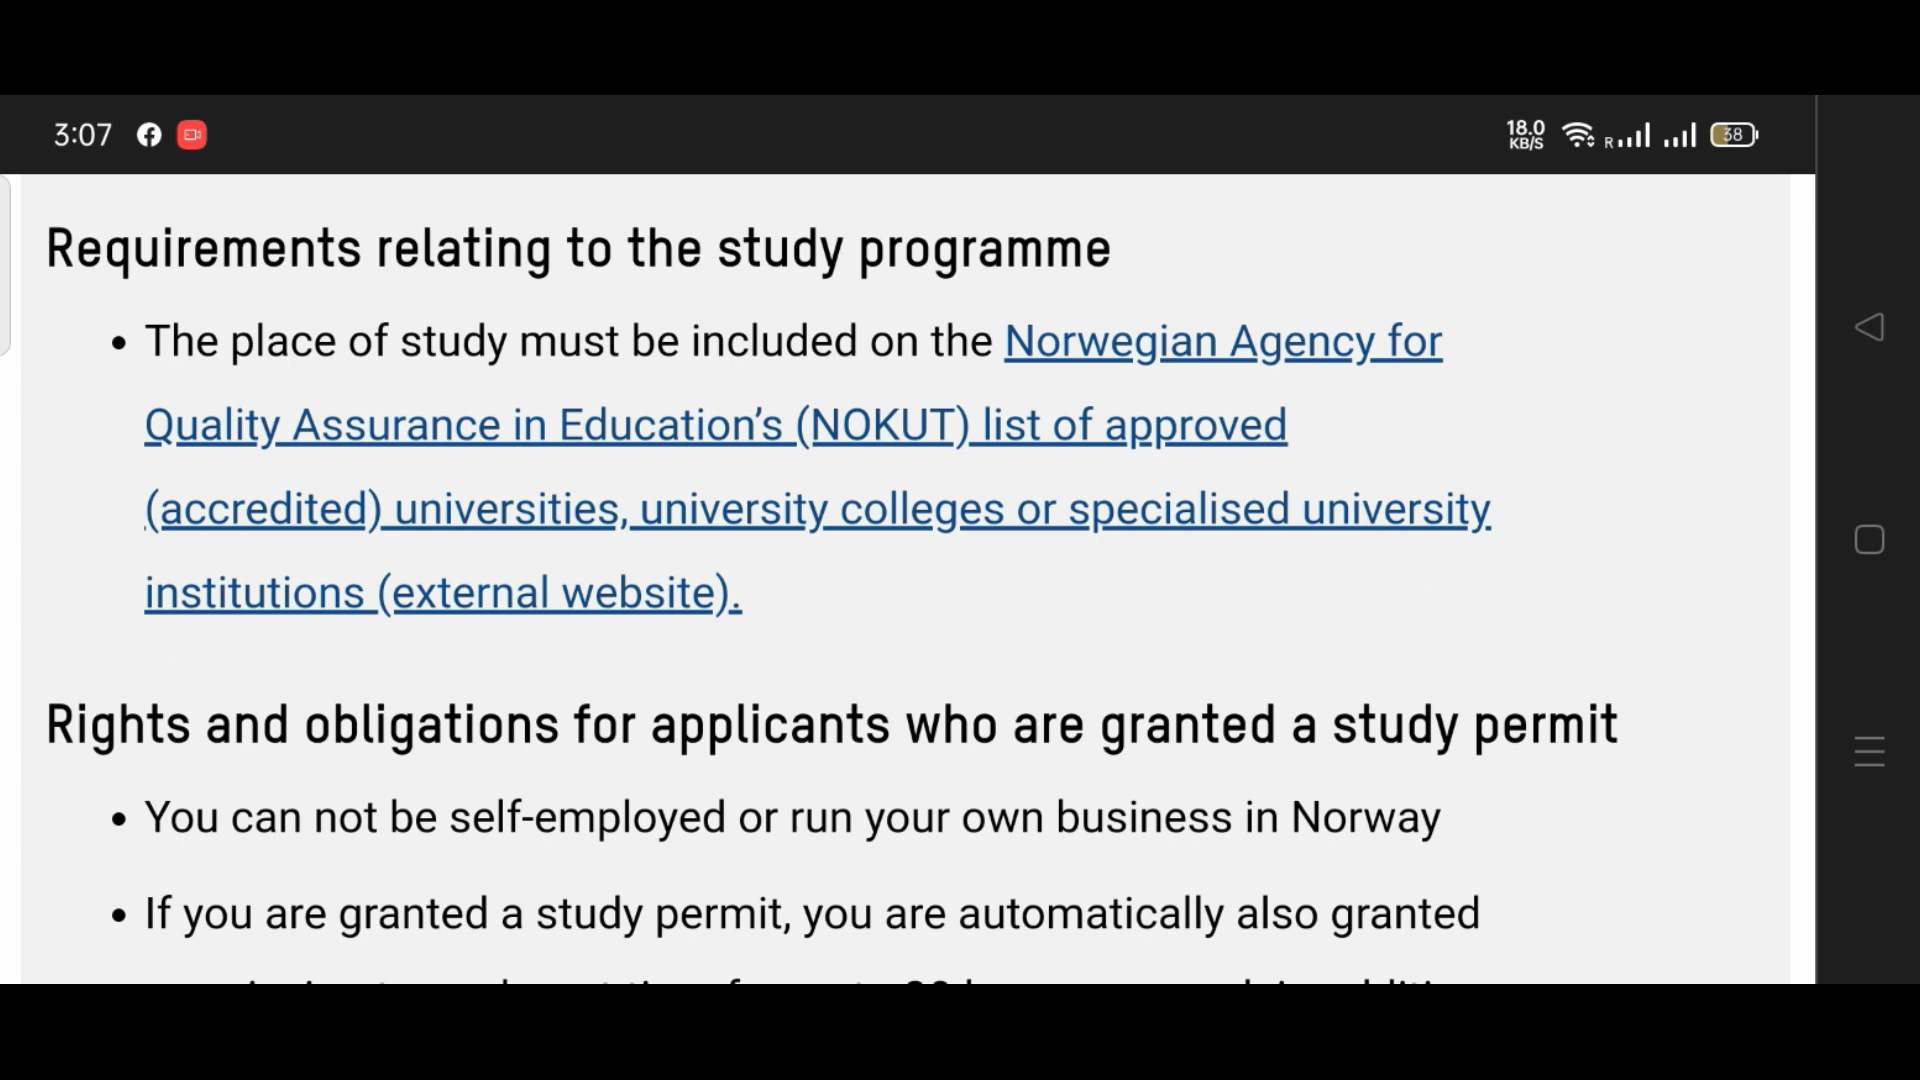 3:07
18.0
KB/S
R
38
Requirements relating to the study programme
• The place of study must be included on the Norwegian Agency for
Quality Assurance in Education’s (NOKUT) list of approved
(accredited) universities, university colleges or specialised university
institutions (external website).
Rights and obligations for applicants who are granted a study permit
• You can not be self-employed or run your own business in Norway
• If you are granted a study permit, you are automatically also granted